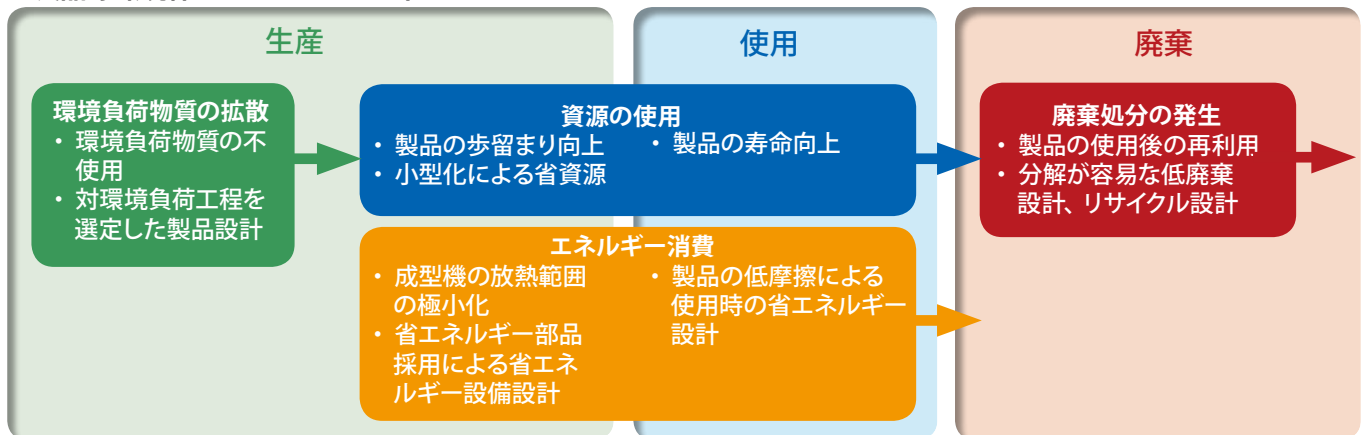 生産
環境負荷物質の拡散
・ 環境負荷物質の不
使用
・ 対環境負荷工程を
選定した製品設計
資源の使用
・ 製品の歩留まり向上
・ 小型化による省資源
・ 製品の寿命向上
エネルギー消費
・ 成型機の放熱範囲
の極小化
・ 省エネルギー部品
採用による省エネ
ルギー設備設計
・ 製品の低摩擦による
使用時の省エネルギー
設計
使用
廃棄
廃棄処分の発生
・ 製品の使用後の再利用
・ 分解が容易な低廃棄
設計、リサイクル設計